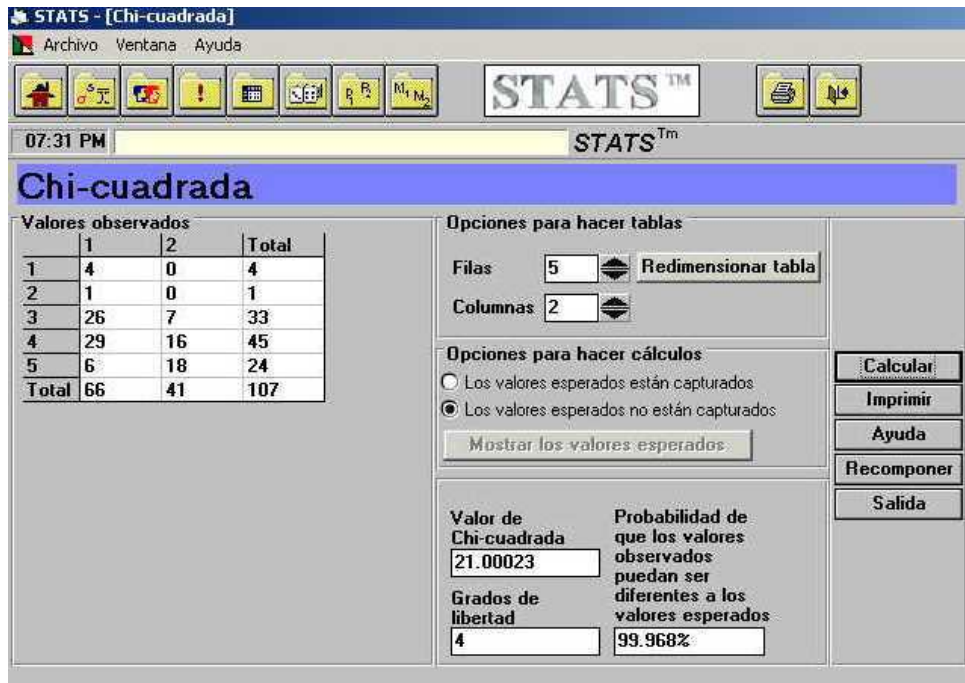 STATS - [Chi-cuadrada]
Archivo Ventana Ayuda
STATS TM
07:31 PM
STATS Tm
Chi-cuadrada
Valores observados
1 2 Total
1 4 0 4
2 1 0 1
3 26 7 33
4 29 16 45
5 6 18 24
Total 66 41 107
Opciones para hacer tablas
Filas 5 Redimensionar tabla
Columnas 2
Opciones para hacer cálculos
Los valores esperados están capturados
Los valores esperados no están capturados
Mostrar los valores esperados
Valor de
Chi-cuadrada
21.00023
Grados de
libertad
4
Probabilidad de
que los valores
observados
puedan ser
diferentes a los
valores esperados
99.968%
Calcular
Imprimir
Ayuda
Recomponer
Salida